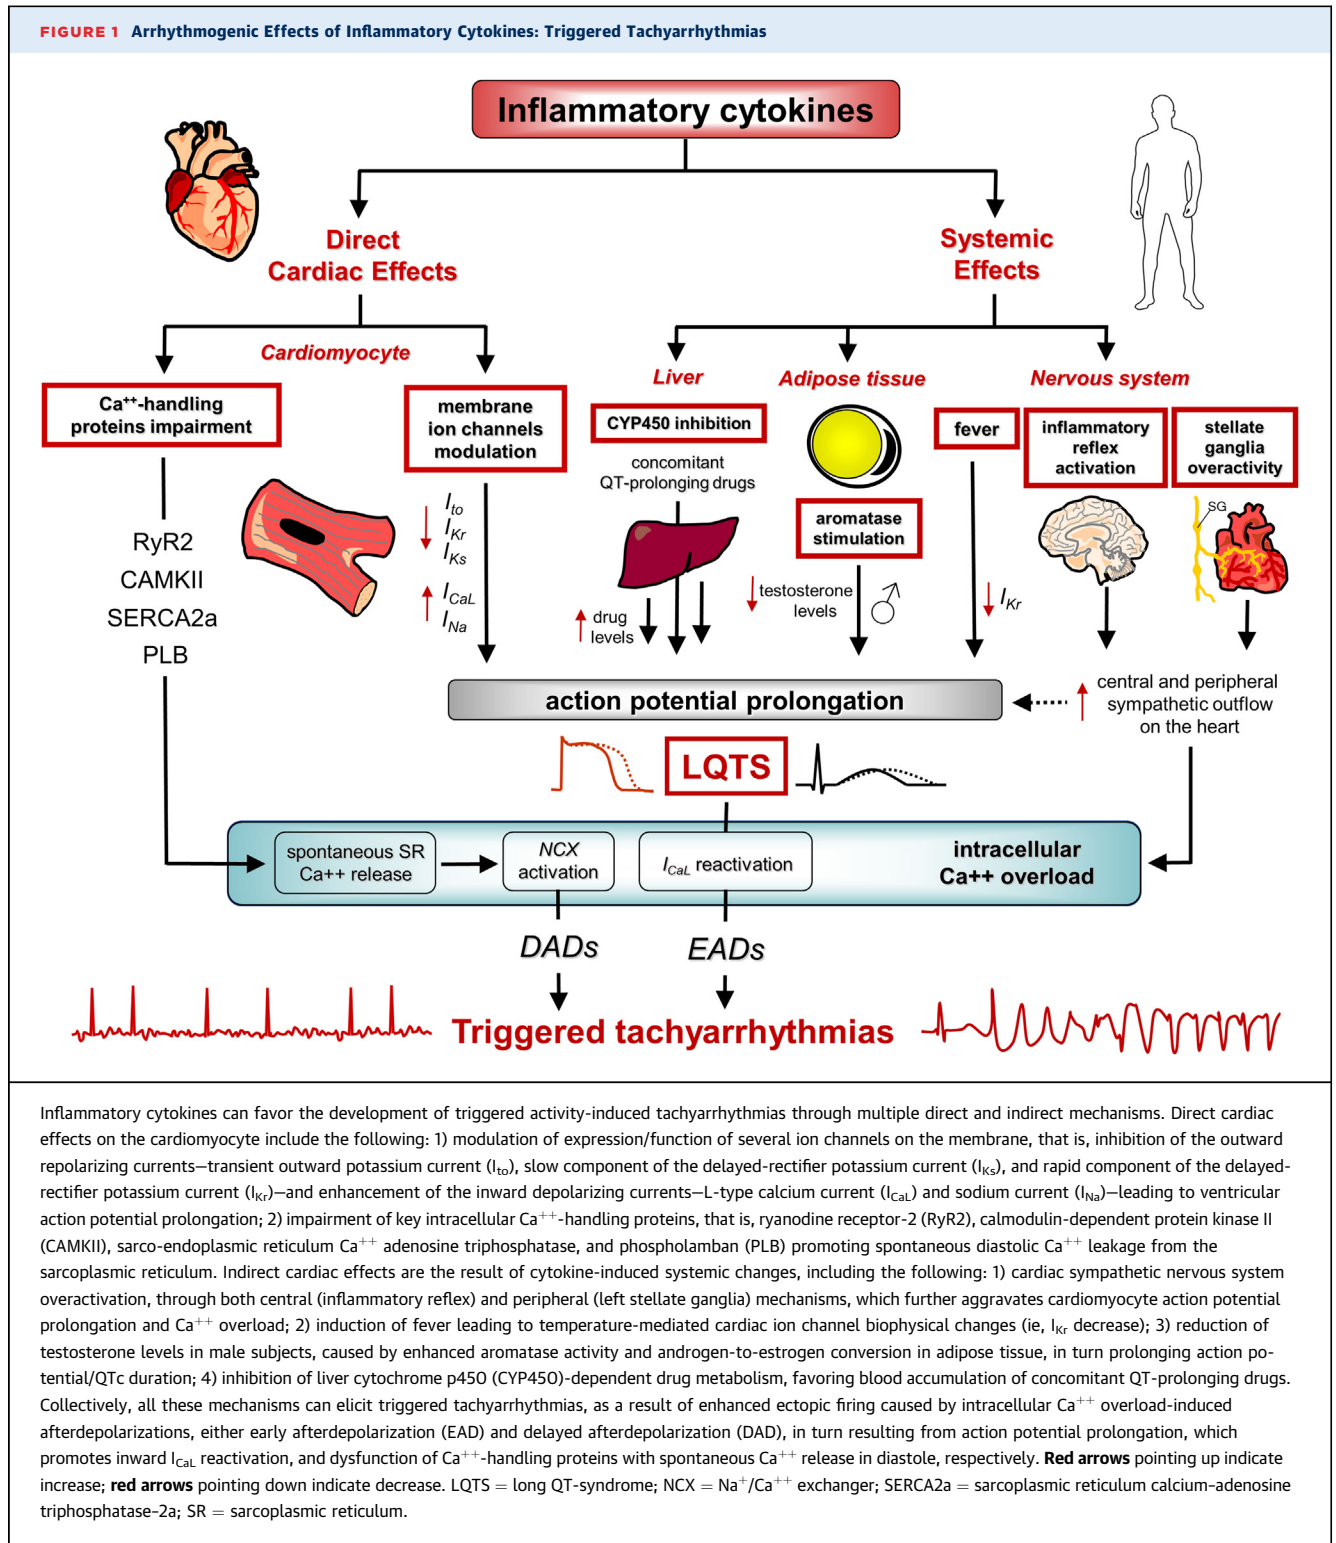 FIGURE 1 Arrhythmogenic Effects of Inflammatory Cytokines: Triggered Tachyarrhythmias
Inflammatory cytokines
Direct
Cardiac Effects
Systemic
Effects
Cardiomyocyte
Liver
Adipose tissue
Nervous system
Ca++-handling
proteins impairment
membrane
ion channels
modulation
CYP450 inhibition
fever
inflammatory
reflex
activation
stellate
ganglia
overactivity
concomitant
QT-prolonging drugs
aromatase
stimulation
SG
RyR2
CAMKII
SERCA2a
PLB
Ito
IKr
IKs
ICaL
INa
drug
levels
testosterone
levels
♂
IKr
action potential prolongation
central and peripheral
sympathetic outflow
on the heart
LQTS
spontaneous SR
Ca++ release
NCX
activation
ICaL reactivation
intracellular
Ca++ overload
DADs
EADs
Triggered tachyarrhythmias
Inflammatory cytokines can favor the development of triggered activity-induced tachyarrhythmias through multiple direct and indirect mechanisms. Direct cardiac
effects on the cardiomyocyte include the following: 1) modulation of expression/function of several ion channels on the membrane, that is, inhibition of the outward
repolarizing currents—transient outward potassium current (Ito), slow component of the delayed-rectifier potassium current (IKs), and rapid component of the delayed-
rectifier potassium current (IKr)—and enhancement of the inward depolarizing currents—L-type calcium current (ICaL) and sodium current (INa)—leading to ventricular
action potential prolongation; 2) impairment of key intracellular Ca++-handling proteins, that is, ryanodine receptor-2 (RyR2), calmodulin-dependent protein kinase II
(CAMKII), sarco-endoplasmic reticulum Ca++ adenosine triphosphatase, and phospholamban (PLB) promoting spontaneous diastolic Ca++ leakage from the
sarcoplasmic reticulum. Indirect cardiac effects are the result of cytokine-induced systemic changes, including the following: 1) cardiac sympathetic nervous system
overactivation, through both central (inflammatory reflex) and peripheral (left stellate ganglia) mechanisms, which further aggravates cardiomyocyte action potential
prolongation and Ca++ overload; 2) induction of fever leading to temperature-mediated cardiac ion channel biophysical changes (ie, IKr decrease); 3) reduction of
testosterone levels in male subjects, caused by enhanced aromatase activity and androgen-to-estrogen conversion in adipose tissue, in turn prolonging action po-
tential/QTc duration; 4) inhibition of liver cytochrome p450 (CYP450)-dependent drug metabolism, favoring blood accumulation of concomitant QT-prolonging drugs.
Collectively, all these mechanisms can elicit triggered tachyarrhythmias, as a result of enhanced ectopic firing caused by intracellular Ca++ overload-induced
afterdepolarizations, either early afterdepolarization (EAD) and delayed afterdepolarization (DAD), in turn resulting from action potential prolongation, which
promotes inward ICaL reactivation, and dysfunction of Ca++-handling proteins with spontaneous Ca++ release in diastole, respectively. Red arrows pointing up indicate
increase; red arrows pointing down indicate decrease. LQTS = long QT-syndrome; NCX = Na+/Ca++ exchanger; SERCA2a = sarcoplasmic reticulum calcium-adenosine
triphosphatase-2a; SR = sarcoplasmic reticulum.